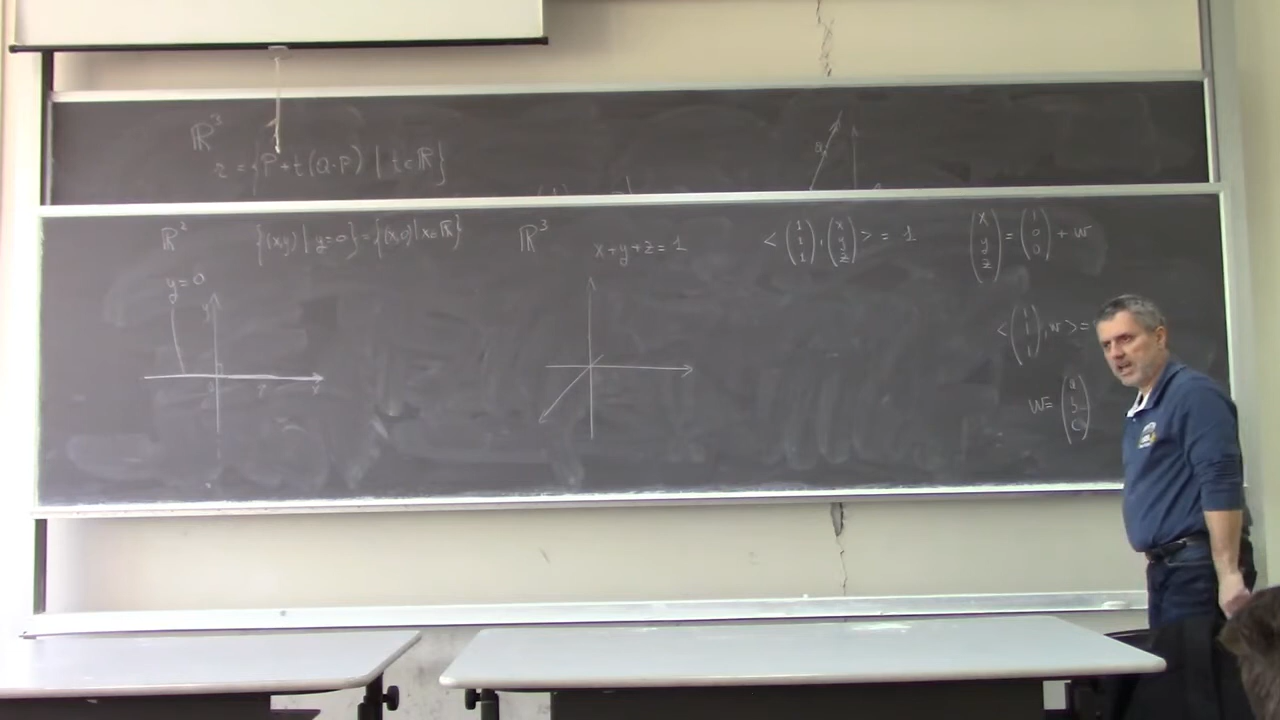 ℝ³
r = {P+t(Q-P) | t∈ℝ}
ℝ²
{(x,y) | y=0} = {(x,0) | x∈ℝ}
y=0
y
x
ℝ³
x+y+z=1
<(1 1 1), (x y z)> = 1
(x y z) = (1 0 0) + w
<(1 1 1), w> =
w = (a b c)